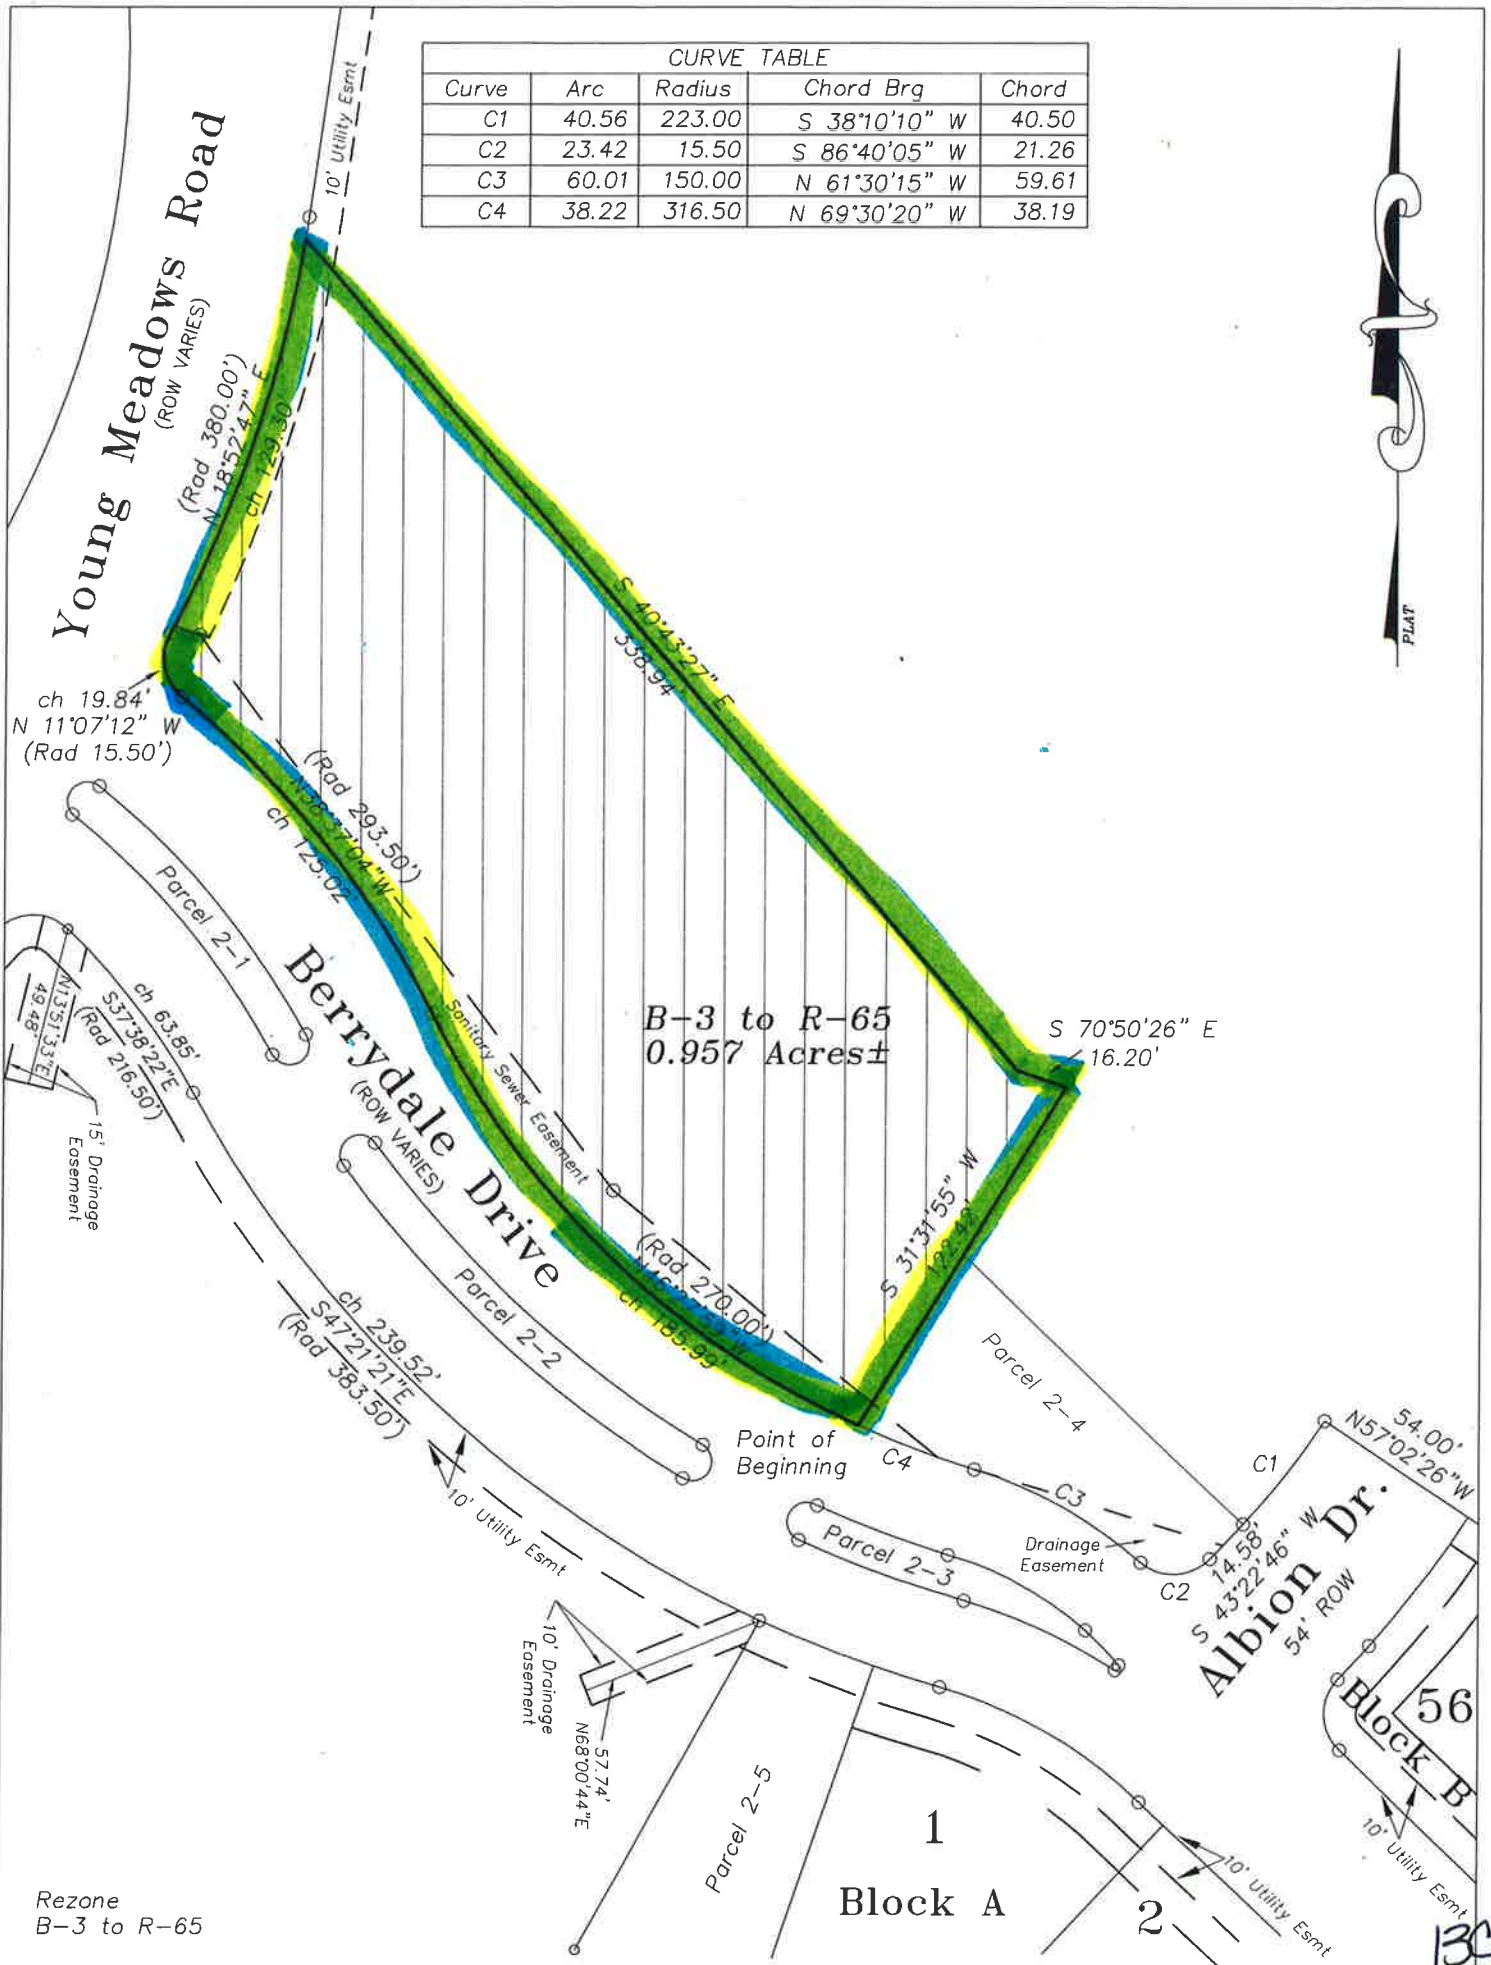 CURVE TABLE
Curve Arc Radius Chord Brg Chord
C1 40.56 223.00 S 38°10'10" W 40.50
C2 23.42 15.50 S 86°40'05" W 21.26
C3 60.01 150.00 N 61°30'15" W 59.61
C4 38.22 316.50 N 69°30'20" W 38.19
10' Utility Esmt
Young Meadows Road
(ROW VARIES)
(Rad 380.00')
N 18°52'47" E
ch 129.30'
PLAT
S 40°43'27" E
338.94'
ch 19.84'
N 11°07'12" W
(Rad 15.50')
(Rad 293.50')
N38°37'04"W
ch 125.02'
Parcel 2-1
Berrydale Drive
(ROW VARIES)
Sanitary Sewer Easement
B-3 to R-65
0.957 Acres±
S 70°50'26" E
16.20'
N13°51'33"E
49.48'
ch 63.85'
S37°38'22"E
(Rad 216.50')
15' Drainage
Easement
S 31°31'55" W
122.42'
(Rad 270.00')
ch 185.99'
Parcel 2-2
ch 239.52'
S47°21'21"E
(Rad 383.50')
Parcel 2-4
Point of
Beginning
C4
C3
C1
54.00'
N57°02'26"W
10' Utility Esmt
Parcel 2-3
Drainage
Easement
C2
14.58'
S 43°22'46" W
Albion Dr.
54' ROW
10' Drainage
Easement
57.74'
N68°00'44"E
Parcel 2-5
1
Block A
2
10' Utility Esmt
56
Block B
10' Utility Esmt
Rezone
B-3 to R-65